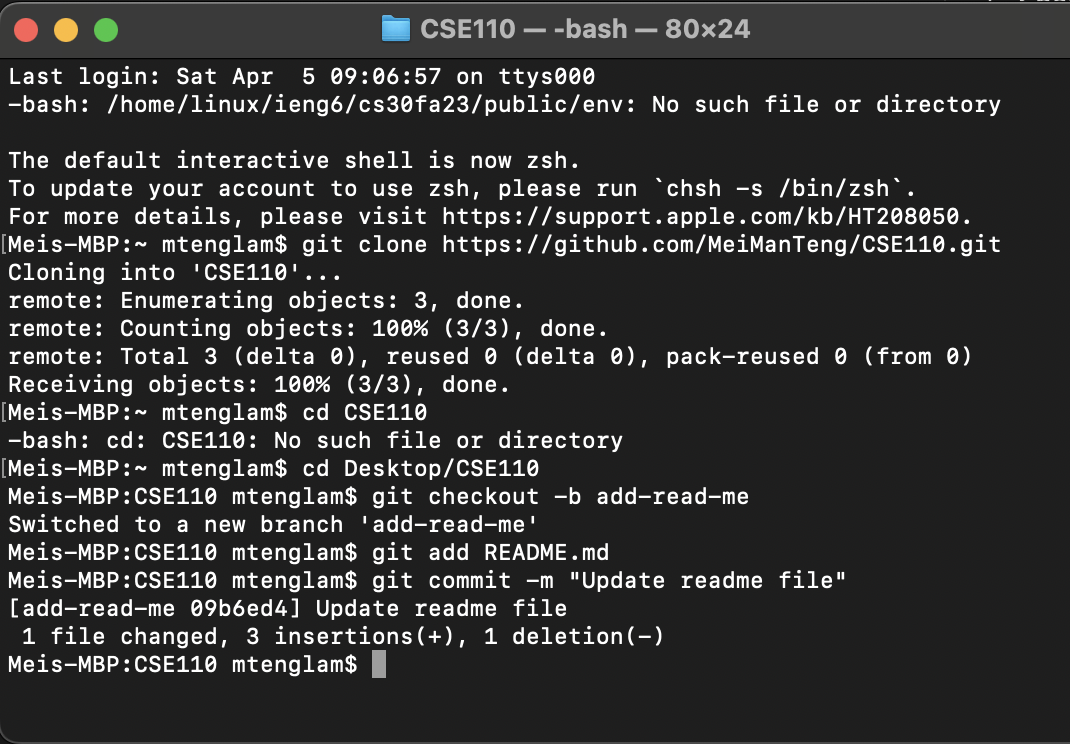 CSE110 — -bash — 80×24
Last login: Sat Apr  5 09:06:57 on ttys000
-bash: /home/linux/ieng6/cs30fa23/public/env: No such file or directory

The default interactive shell is now zsh.
To update your account to use zsh, please run `chsh -s /bin/zsh`.
For more details, please visit https://support.apple.com/kb/HT208050.
[Meis-MBP:~ mtenglam$ git clone https://github.com/MeiManTeng/CSE110.git
Cloning into 'CSE110'...
remote: Enumerating objects: 3, done.
remote: Counting objects: 100% (3/3), done.
remote: Total 3 (delta 0), reused 0 (delta 0), pack-reused 0 (from 0)
Receiving objects: 100% (3/3), done.
[Meis-MBP:~ mtenglam$ cd CSE110
-bash: cd: CSE110: No such file or directory
[Meis-MBP:~ mtenglam$ cd Desktop/CSE110
Meis-MBP:CSE110 mtenglam$ git checkout -b add-read-me
Switched to a new branch 'add-read-me'
Meis-MBP:CSE110 mtenglam$ git add README.md
Meis-MBP:CSE110 mtenglam$ git commit -m "Update readme file"
[add-read-me 09b6ed4] Update readme file
 1 file changed, 3 insertions(+), 1 deletion(-)
Meis-MBP:CSE110 mtenglam$